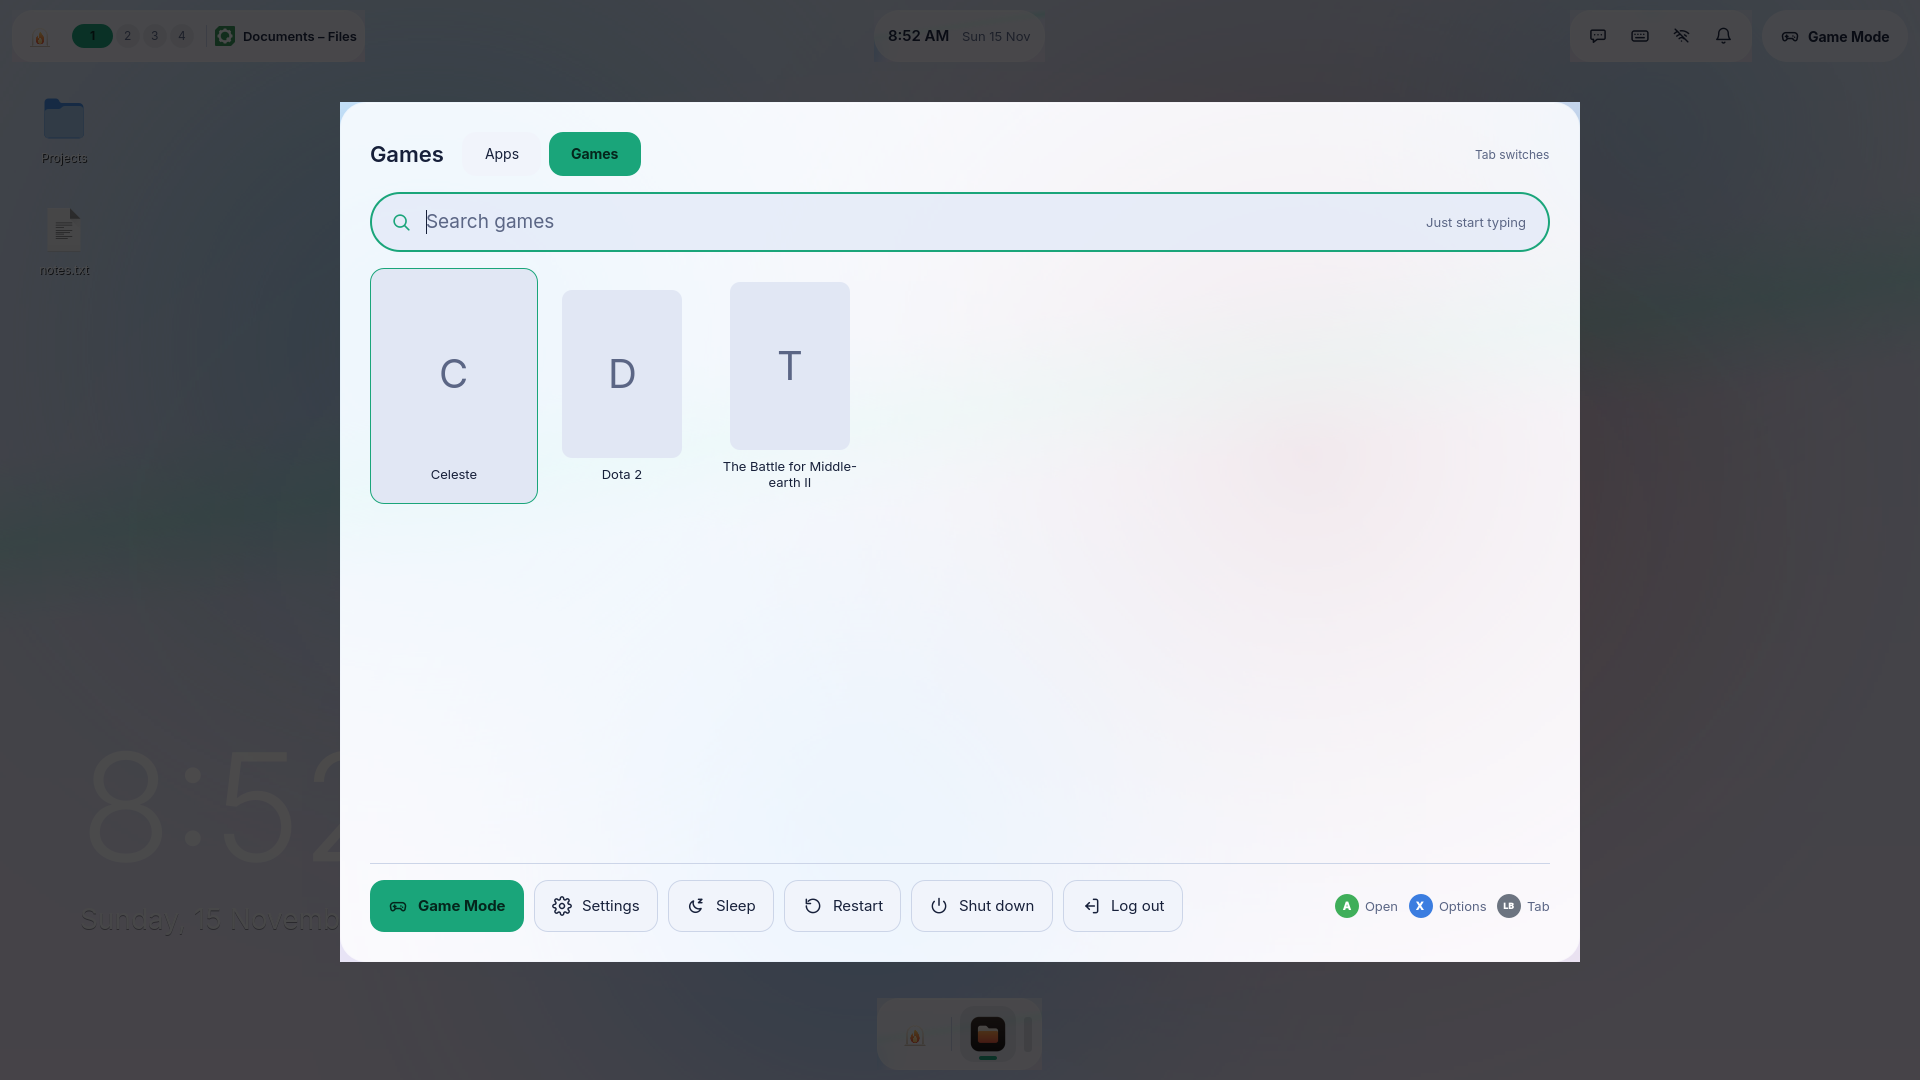 1 2 3 4 Documents – Files
8:52 AM Sun 15 Nov
Game Mode
Projects
notes.txt
Games Apps Games Tab switches
Search games Just start typing
C D T
Celeste Dota 2 The Battle for Middle-
earth II
8:52
Sunday, 15 Novemb
Game Mode Settings Sleep Restart Shut down Log out A Open X Options LB Tab